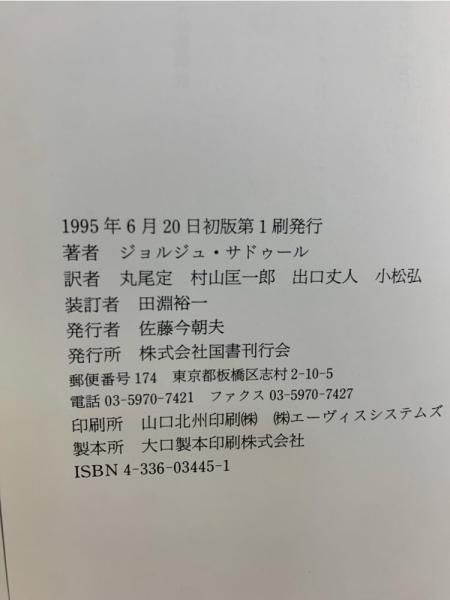 1995年6月20日初版第1刷発行
著者 ジョルジュ・サドゥール
訳者 丸尾定 村山匡一郎 出口丈人 小松弘
装訂者 田淵裕一
発行者 佐藤今朝夫
発行所 株式会社国書刊行会
郵便番号174 東京都板橋区志村2-10-5
電話03-5970-7421 ファクス03-5970-7427
印刷所 山口北州印刷㈱ ㈱エーヴィスシステムズ
製本所 大口製本印刷株式会社
ISBN 4-336-03445-1